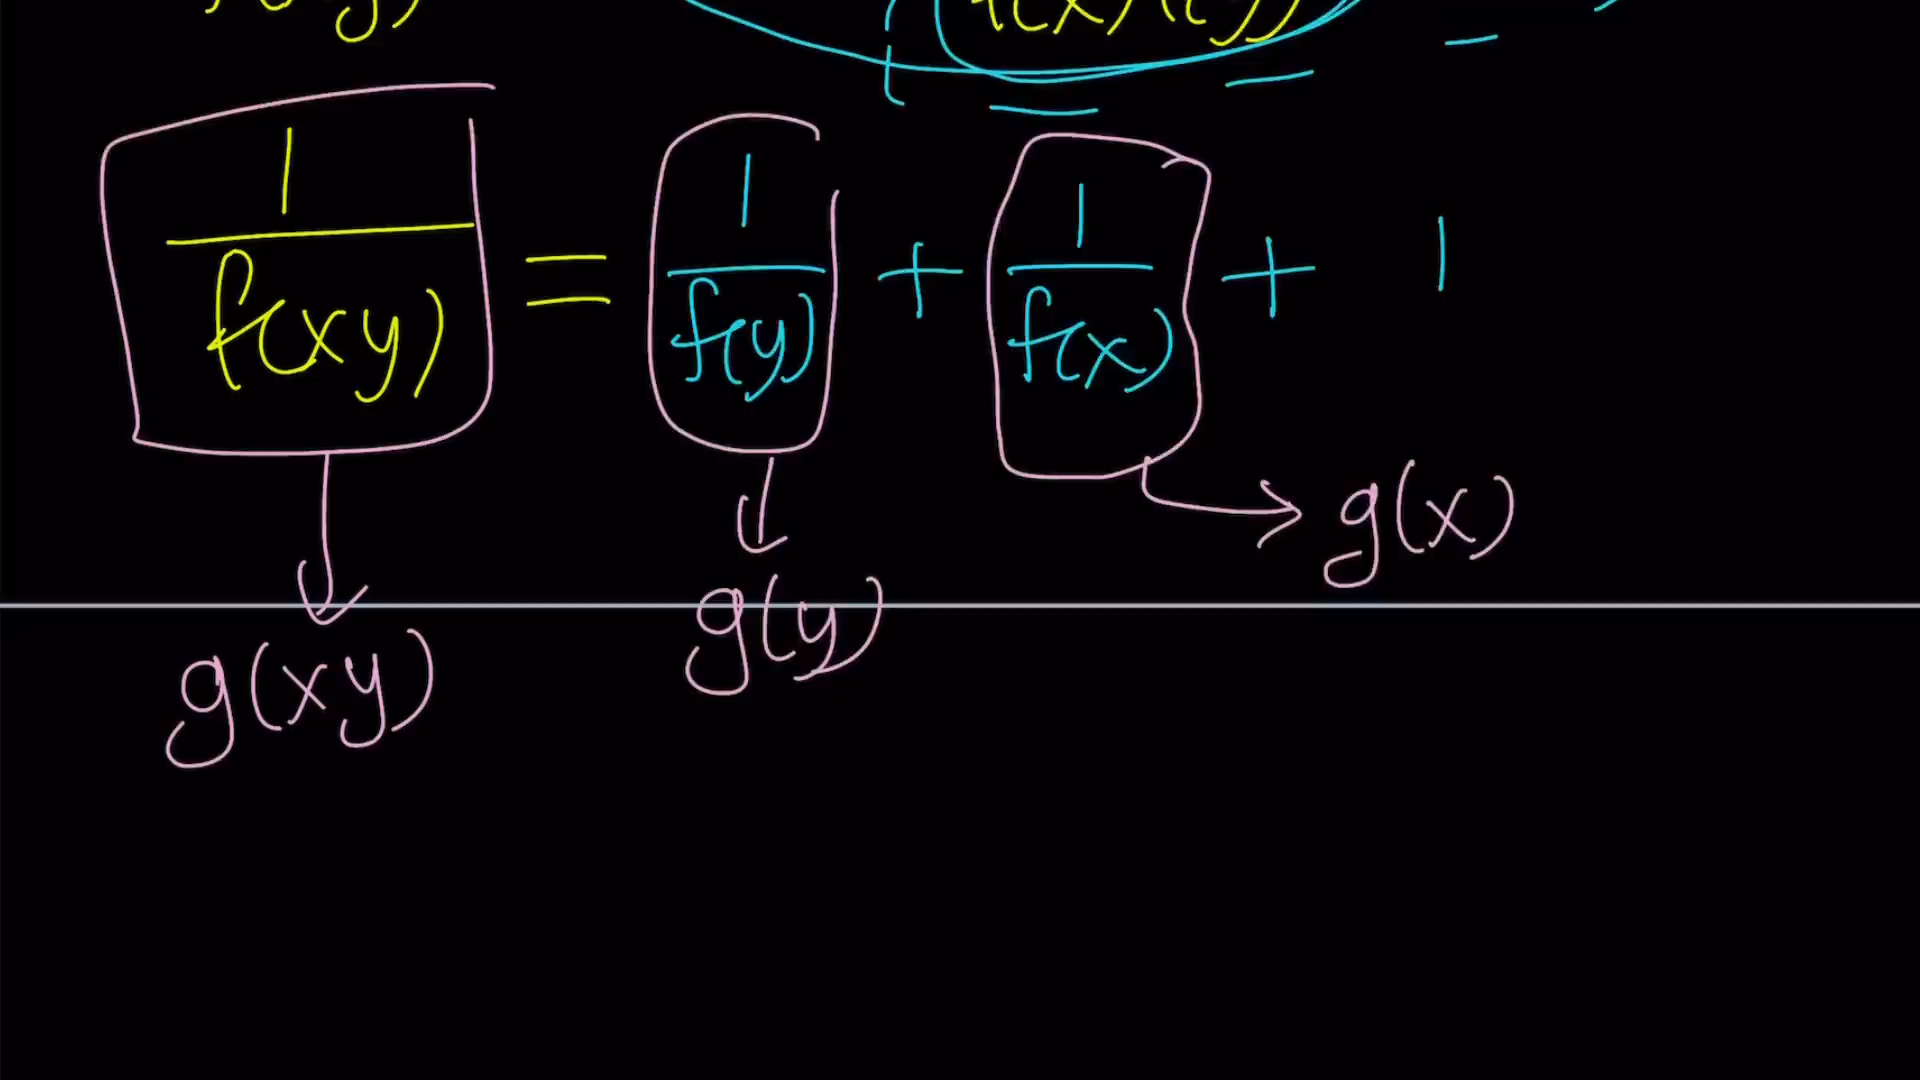 1/f(xy) = 1/f(y) + 1/f(x) + 1
g(x)
g(xy) g(y)